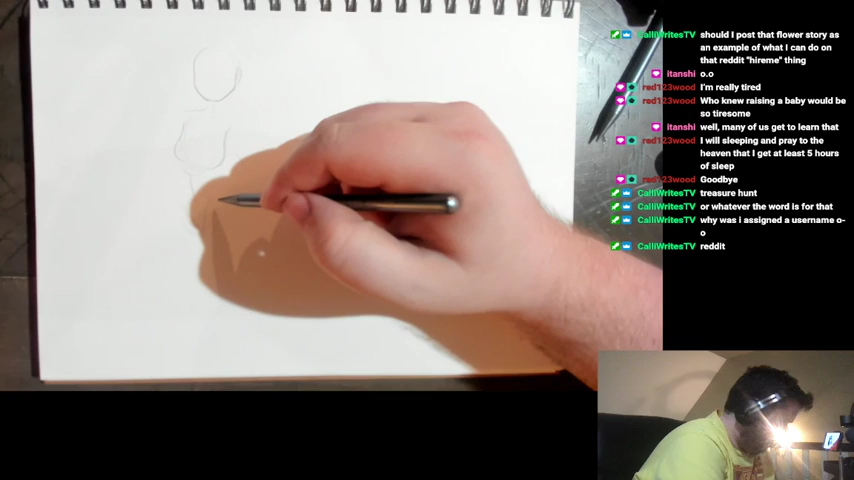 CalliWritesTV should I post that flower story as
an example of what I can do on
that reddit "hireme" thing
itanshi o.o
red123wood I'm really tired
red123wood Who knew raising a baby would be
so tiresome
itanshi well, many of us get to learn that
red123wood I will sleeping and pray to the
heaven that I get at least 5 hours
of sleep
red123wood Goodbye
CalliWritesTV treasure hunt
CalliWritesTV or whatever the word is for that
CalliWritesTV why was i assigned a username o-
o
CalliWritesTV reddit